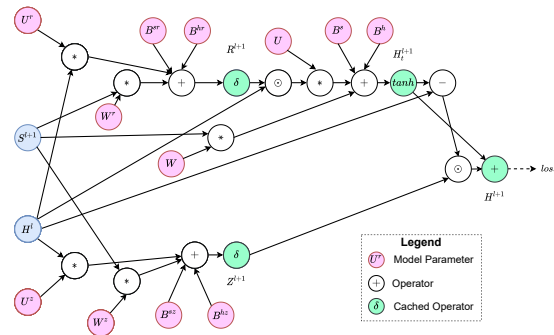 U^r
B^{sr}
B^{hr}
R^{l+1}
U
B^s
B^h
H_t^{l+1}
*
*
+
δ
⊙
*
+
tanh
−
W^r
S^{l+1}
*
W
⊙
+
los
H^{l+1}
H^l
*
+
δ
Z^{l+1}
*
U^z
W^z
B^{sz}
B^{hz}
Legend
U^r Model Parameter
+ Operator
δ Cached Operator